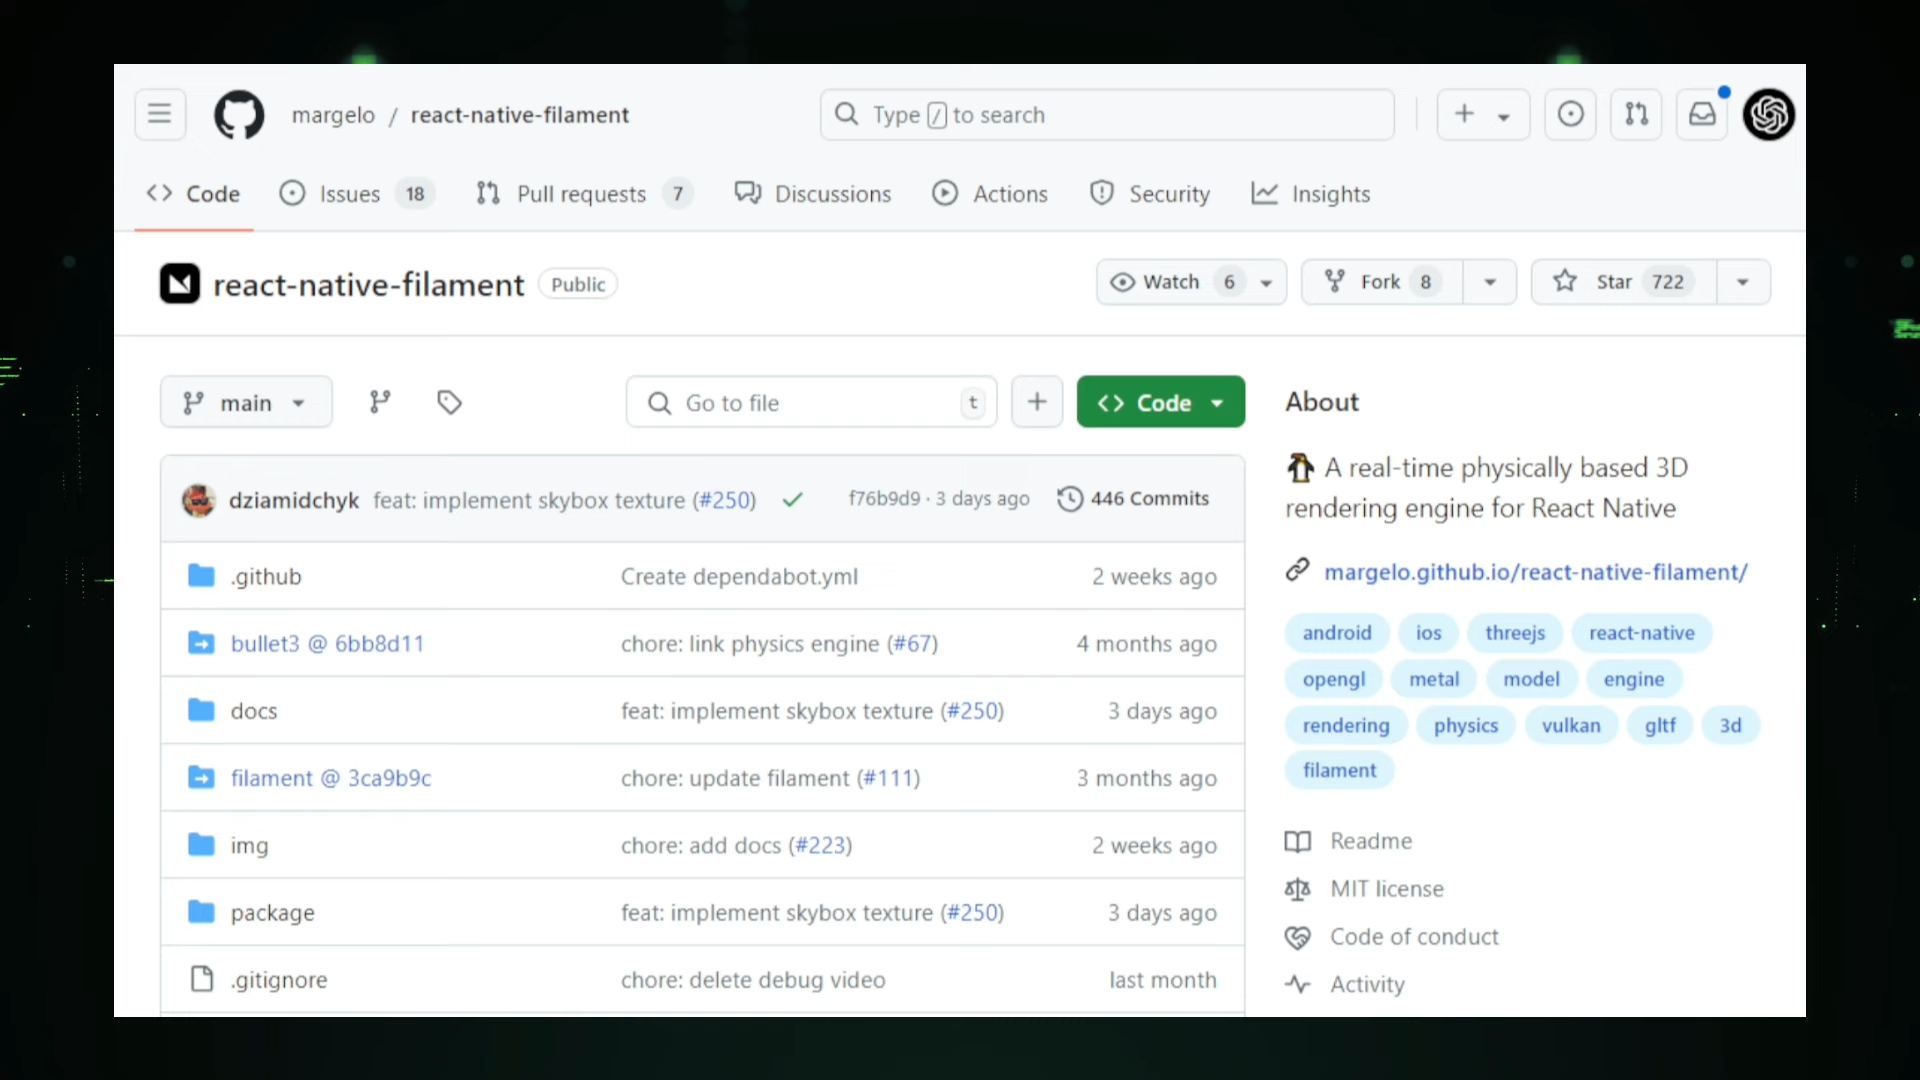 margelo / react-native-filament
Type / to search
Code
Issues 18
Pull requests 7
Discussions
Actions
Security
Insights
react-native-filament Public
Watch 6
Fork 8
Star 722
main
Go to file t
Code
dziamidchyk feat: implement skybox texture (#250) f76b9d9 · 3 days ago 446 Commits
.github Create dependabot.yml 2 weeks ago
bullet3 @ 6bb8d11 chore: link physics engine (#67) 4 months ago
docs feat: implement skybox texture (#250) 3 days ago
filament @ 3ca9b9c chore: update filament (#111) 3 months ago
img chore: add docs (#223) 2 weeks ago
package feat: implement skybox texture (#250) 3 days ago
.gitignore chore: delete debug video last month
About
A real-time physically based 3D
rendering engine for React Native
margelo.github.io/react-native-filament/
android ios threejs react-native
opengl metal model engine
rendering physics vulkan gltf 3d
filament
Readme
MIT license
Code of conduct
Activity